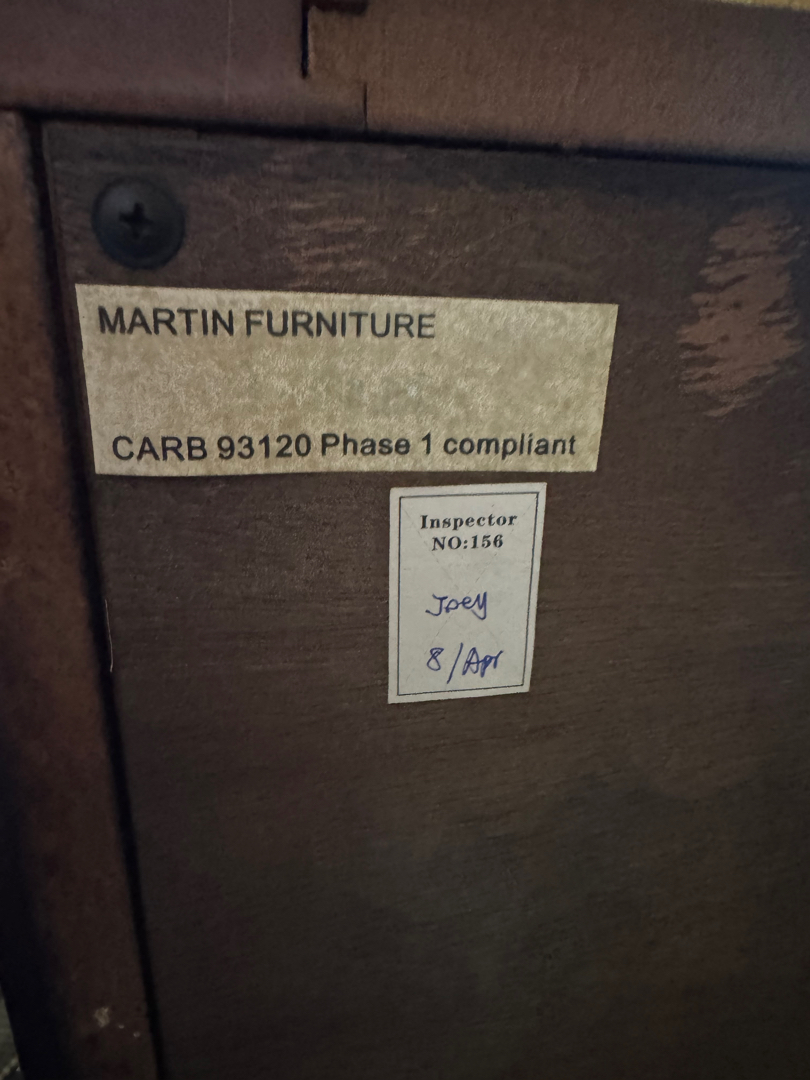 MARTIN FURNITURE
CARB 93120 Phase 1 compliant
Inspector
NO:156
Joey
8/Apr